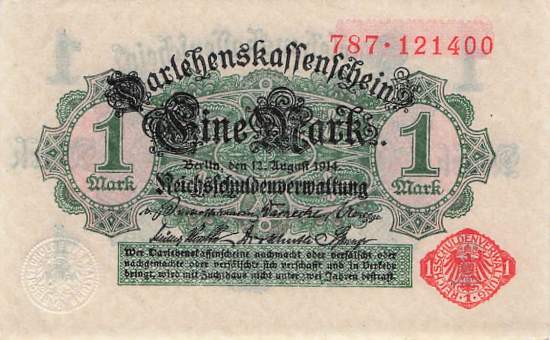 787·121400
Darlehenskassenschein
Eine Mark.
1
Mark
1
Mark
Berlin, den 12. August 1914
Reichsschuldenverwaltung
Wer Darlehenskassenscheine nachmacht oder verfälscht oder
nachgemachte oder verfälschte sich verschafft und in Verkehr
bringt, wird mit Zuchthaus nicht unter zwei Jahren bestraft.
REICHSSCHULDENVERWALTUNG
1
1
1